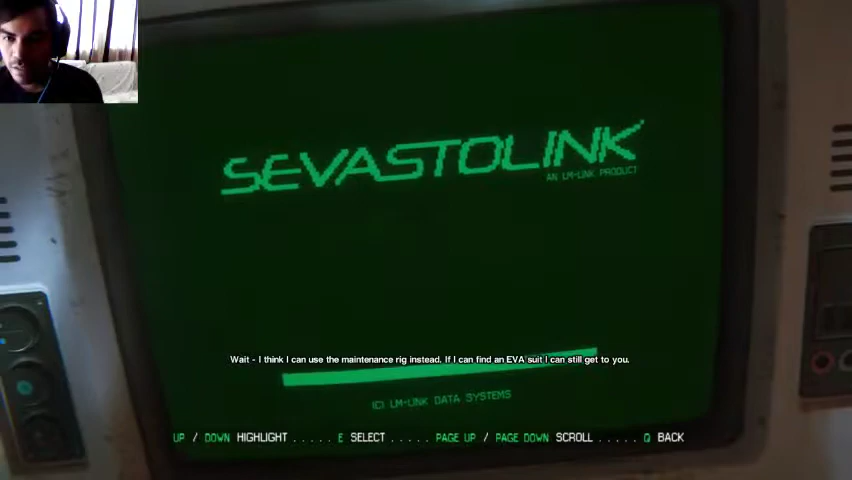 SEVASTOLINK
AN LM-LINK PRODUCT
Wait - I think I can use the maintenance rig instead. If I can find an EVA suit I can still get to you.
(C) LM-LINK DATA SYSTEMS
UP / DOWN HIGHLIGHT ..... E SELECT ..... PAGE UP / PAGE DOWN SCROLL ..... Q BACK